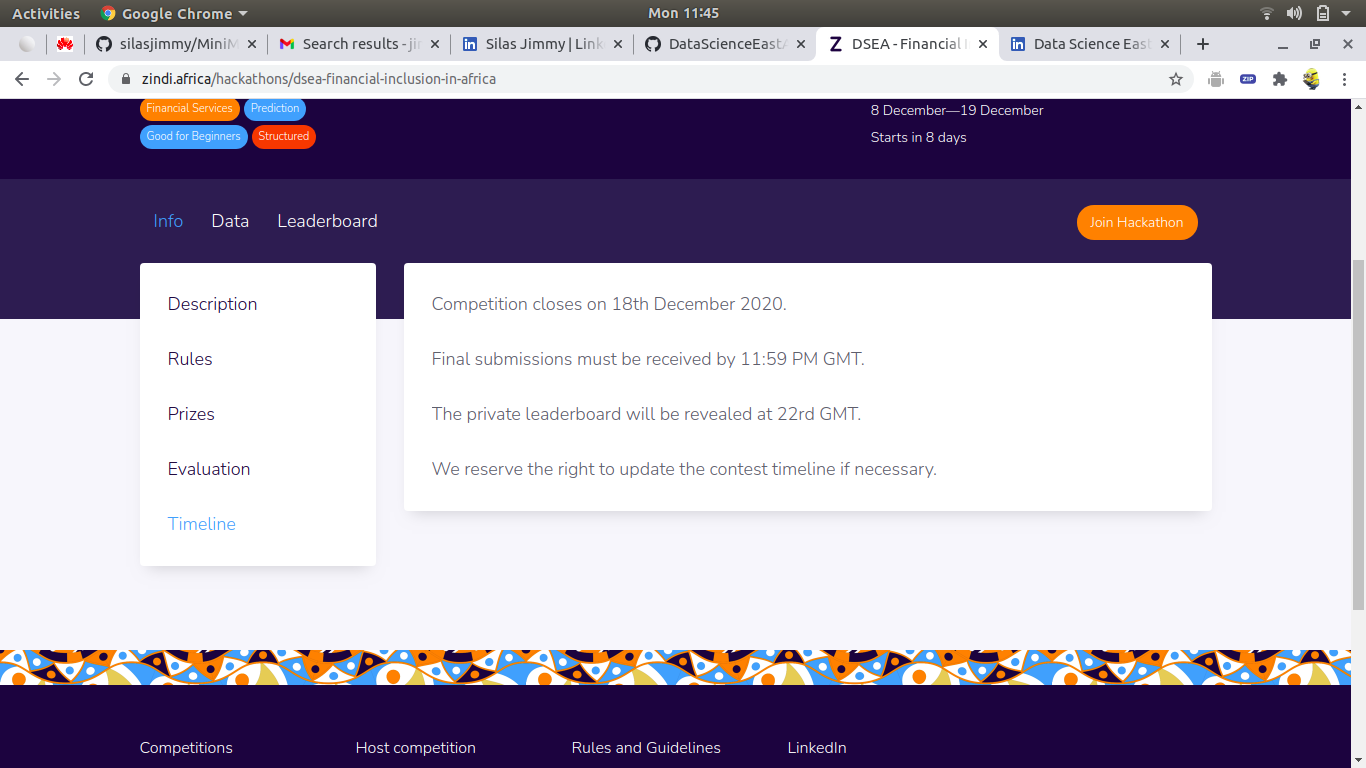 Activities Google Chrome Mon 11:45
silasjimmy/MiniM Search results - jir Silas Jimmy | Link DataScienceEastA DSEA - Financial I Data Science East
zindi.africa/hackathons/dsea-financial-inclusion-in-africa ZIP
Financial Services Prediction 8 December—19 December
Good for Beginners Structured Starts in 8 days
Info Data Leaderboard Join Hackathon
Description
Rules
Prizes
Evaluation
Timeline
Competition closes on 18th December 2020.
Final submissions must be received by 11:59 PM GMT.
The private leaderboard will be revealed at 22rd GMT.
We reserve the right to update the contest timeline if necessary.
Competitions Host competition Rules and Guidelines LinkedIn